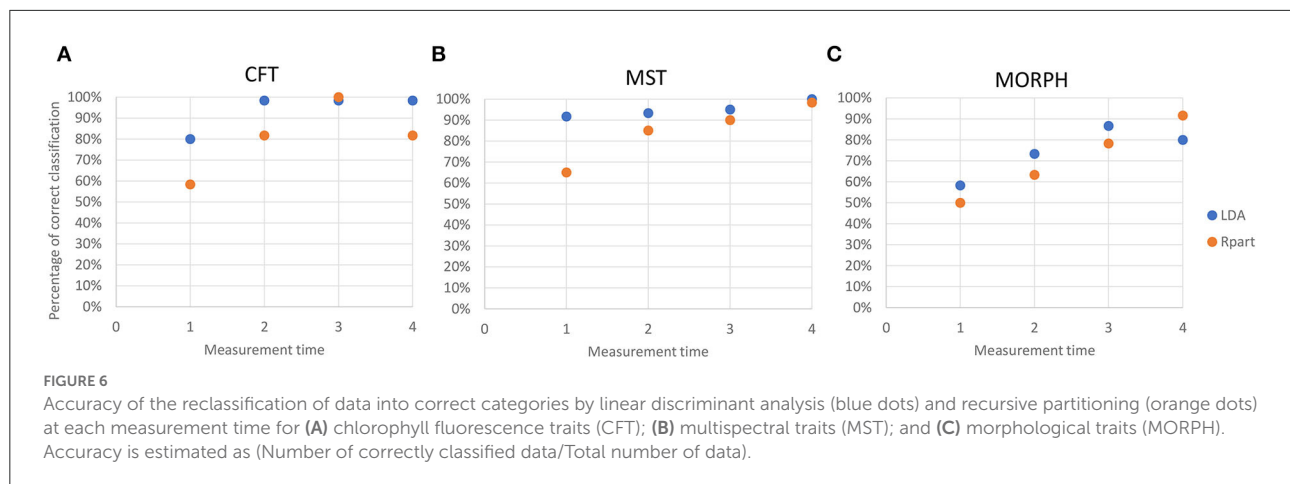 A
CFT
Percentage of correct classification
100%
90%
80%
70%
60%
50%
40%
30%
20%
10%
0%
0 1 2 3 4
Measurement time
B
MST
100%
90%
80%
70%
60%
50%
40%
30%
20%
10%
0%
0 1 2 3 4
Measurement time
C
MORPH
100%
90%
80%
70%
60%
50%
40%
30%
20%
10%
0%
0 1 2 3 4
Measurement time
LDA
Rpart
FIGURE 6
Accuracy of the reclassification of data into correct categories by linear discriminant analysis (blue dots) and recursive partitioning (orange dots)
at each measurement time for (A) chlorophyll fluorescence traits (CFT); (B) multispectral traits (MST); and (C) morphological traits (MORPH).
Accuracy is estimated as (Number of correctly classified data/Total number of data).